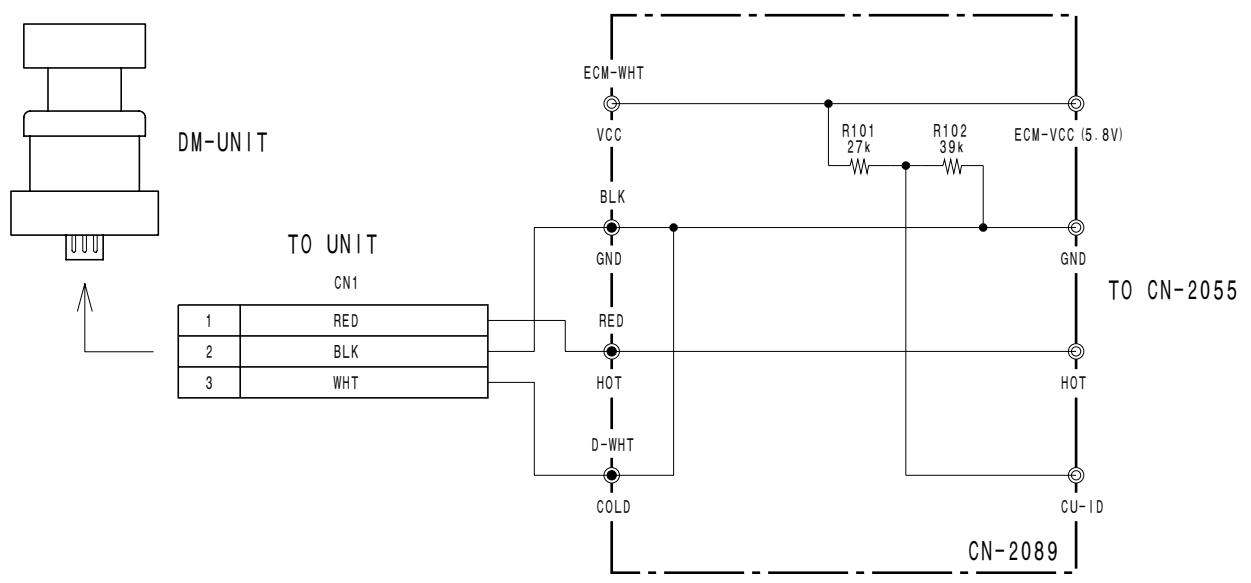 ECM-WHT
DM-UNIT
VCC
R101
27k
R102
39k
ECM-VCC (5.8V)
BLK
TO UNIT
GND
GND
CN1
TO CN-2055
1 RED
RED
2 BLK
3 WHT
HOT
HOT
D-WHT
COLD
CU-ID
CN-2089